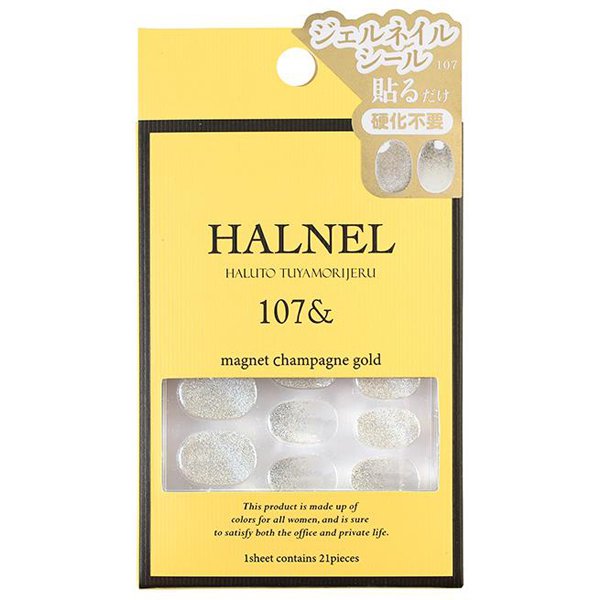 ジェルネイル
シール 107
貼るだけ
硬化不要
HALNEL
HALUTO TUYAMORIJERU
107&
magnet champagne gold
This product is made up of
colors for all women, and is sure
to satisfy both the office and private life.
1sheet contains 21pieces